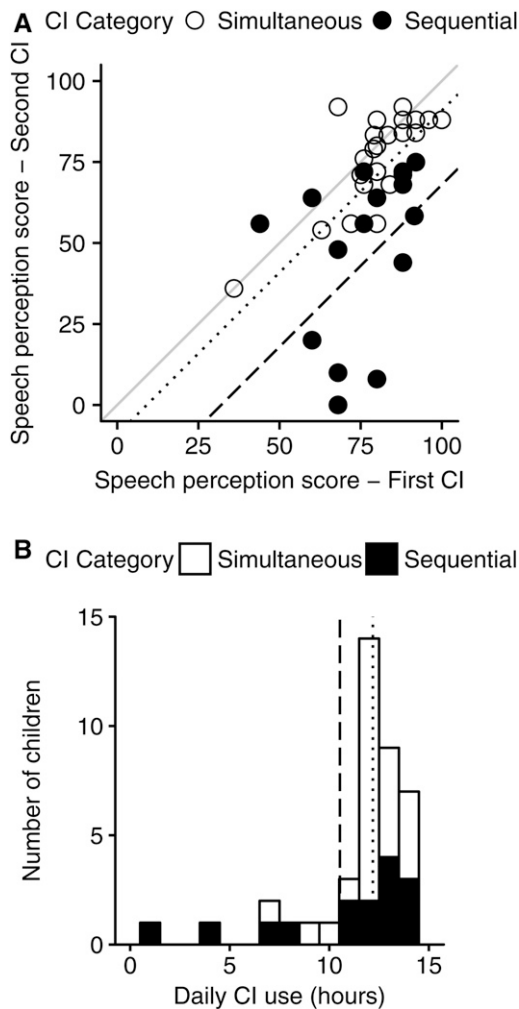 A CI Category Simultaneous Sequential
Speech perception score – Second CI
100
75
50
25
0
0 25 50 75 100
Speech perception score – First CI
B CI Category Simultaneous Sequential
Number of children
15
10
5
0
0 5 10 15
Daily CI use (hours)